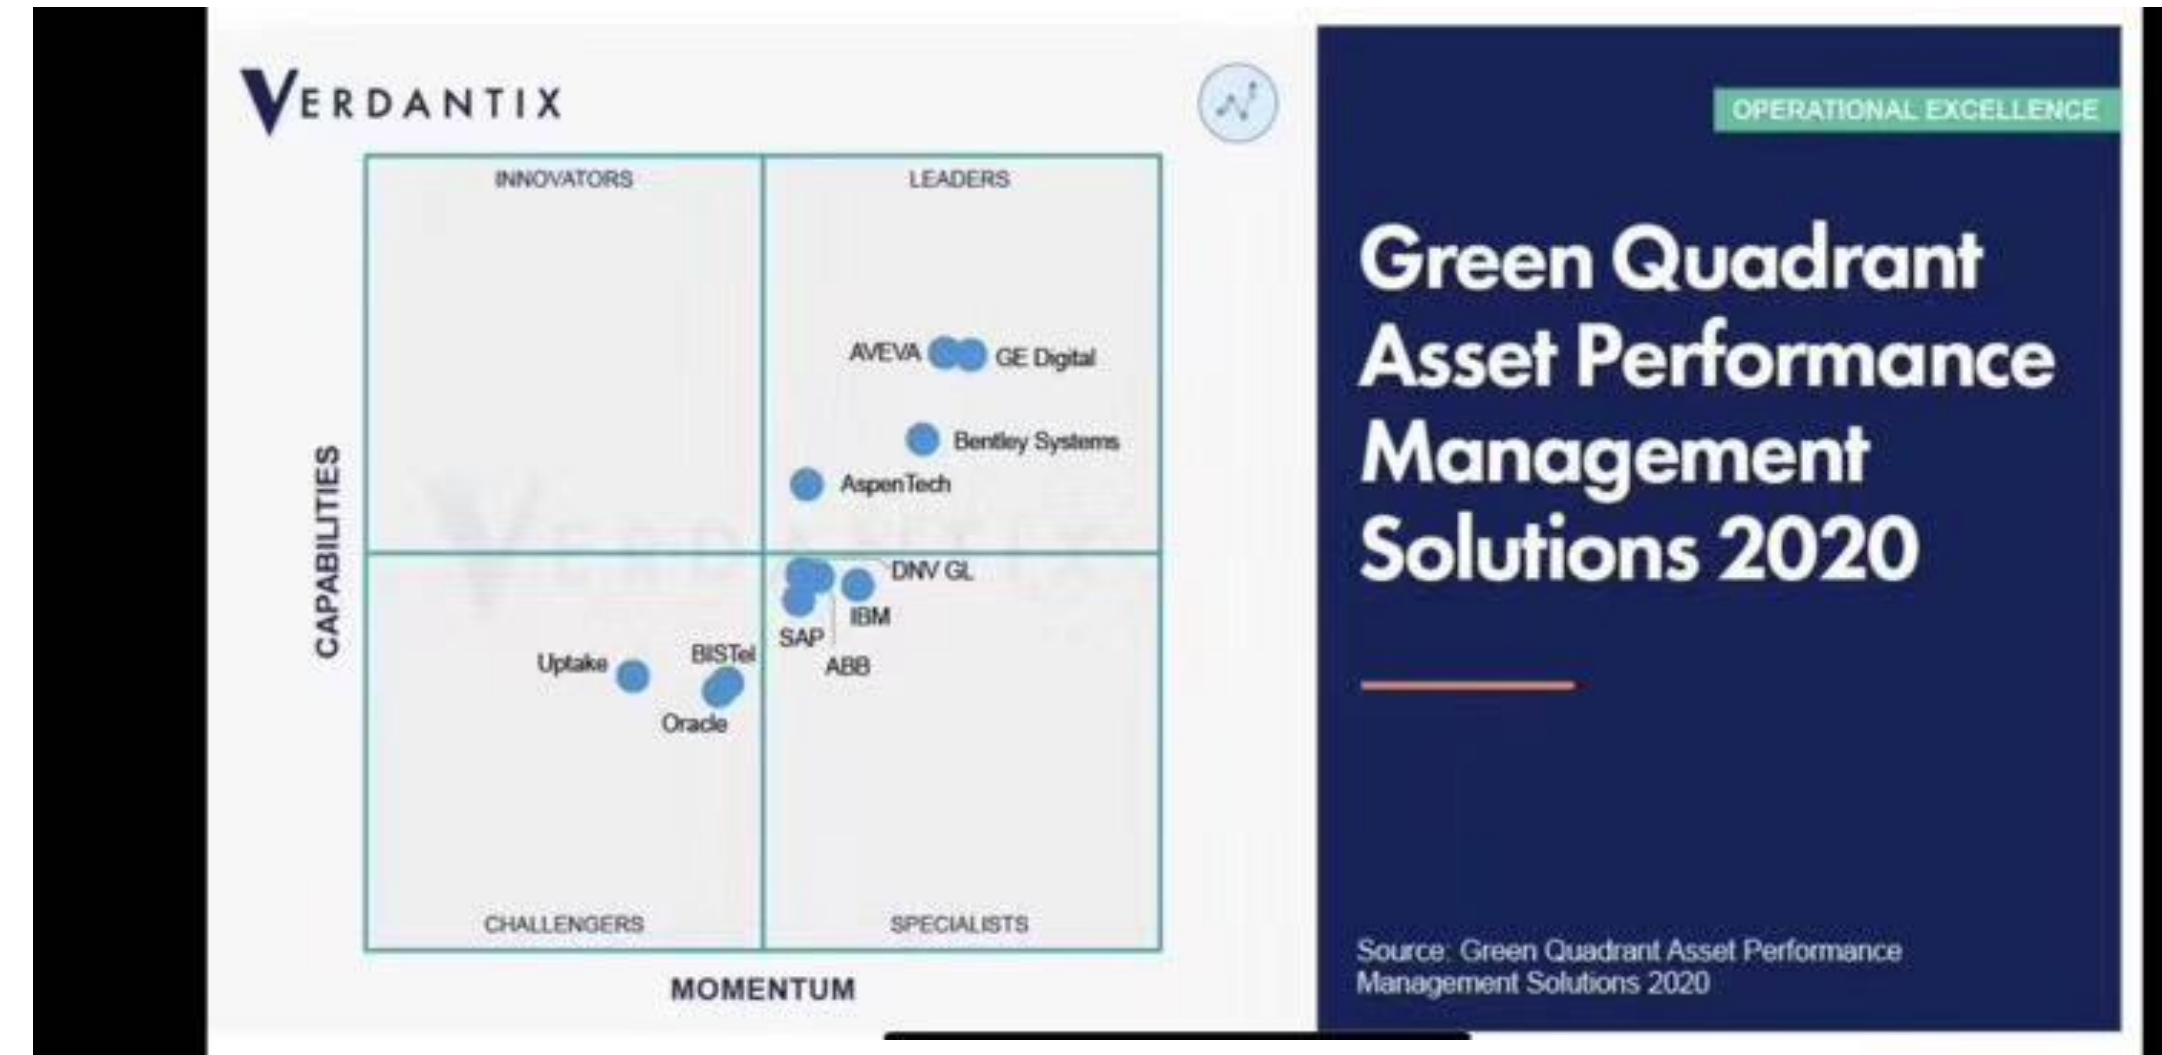 VERDANTIX
INNOVATORS
LEADERS
AVEVA
GE Digital
Bentley Systems
AspenTech
VERDANTIX
DNV GL
IBM
SAP
ABB
BISTel
Uptake
Oracle
CHALLENGERS
SPECIALISTS
CAPABILITIES
MOMENTUM
OPERATIONAL EXCELLENCE
Green Quadrant
Asset Performance
Management
Solutions 2020
Source: Green Quadrant Asset Performance
Management Solutions 2020